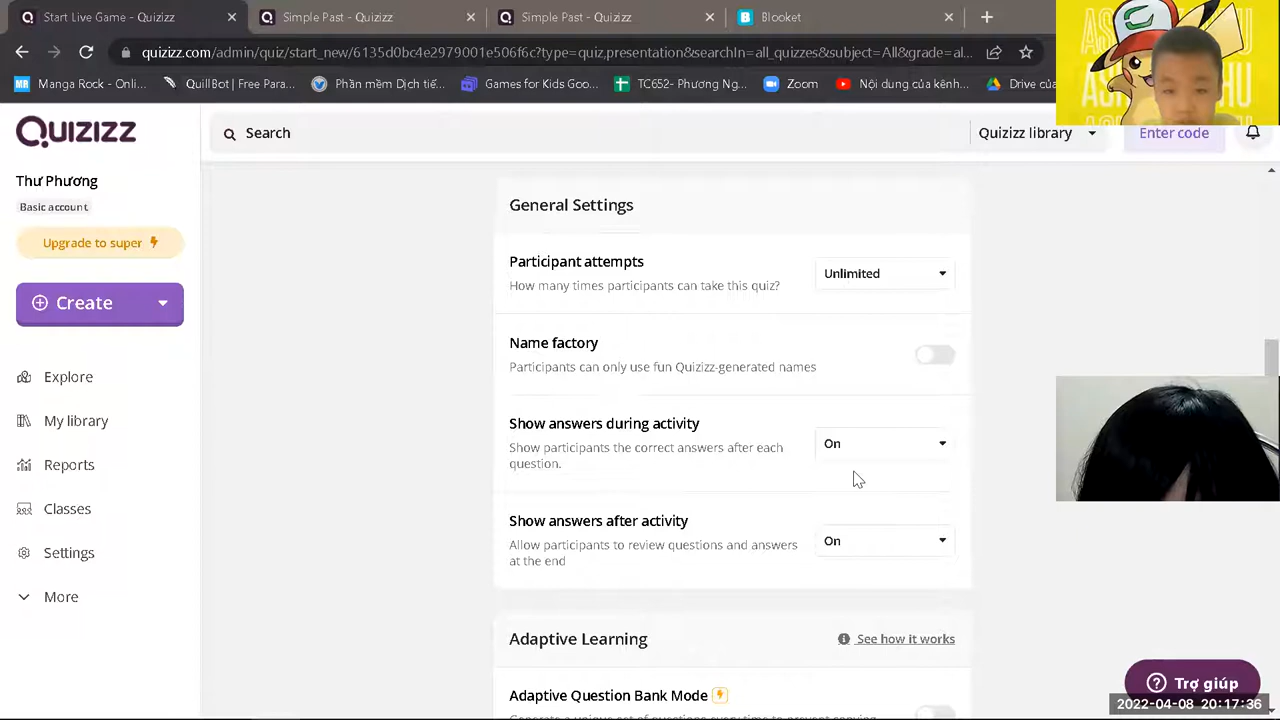 Start Live Game - Quizizz
Simple Past - Quizizz
Simple Past - Quizizz
Blooket
quizizz.com/admin/quiz/start_new/6135d91c4e2979001e506f6c?type=quiz,presentation&searchIn=all_quizzes&subject=All&grade=al...
Manga Rock - Onli...
QuillBot | Free Para...
Phần mềm dịch tiế...
Games for Kids Goo...
TC652- Phương Ng...
Zoom
Nội dung của kênh...
Drive củ
QUIZIZZ
Search
Quizizz library
Enter code
Thư Phương
Basic account
Upgrade to super
Create
Explore
My library
Reports
Classes
Settings
More
General Settings
Participant attempts
How many times participants can take this quiz?
Unlimited
Name factory
Participants can only use fun Quizizz-generated names
Show answers during activity
Show participants the correct answers after each
question.
On
Show answers after activity
Allow participants to review questions and answers
at the end
On
Adaptive Learning
See how it works
Adaptive Question Bank Mode
Trợ giúp
2022-04-08 20:17:36